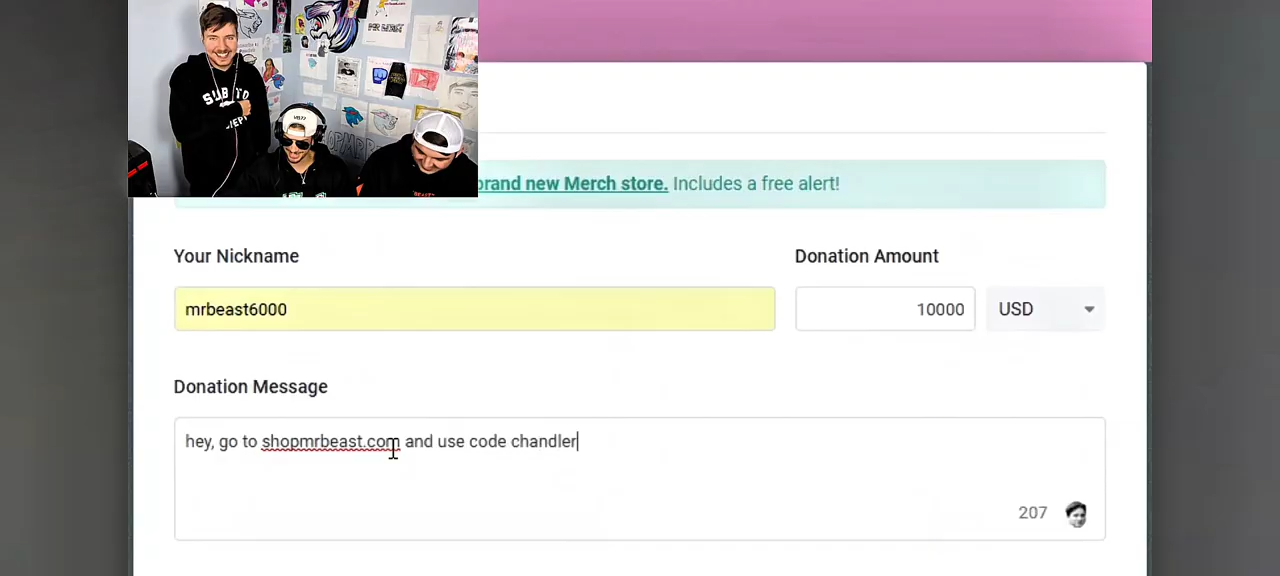 brand new Merch store. Includes a free alert!
Your Nickname
Donation Amount
mrbeast6000
10000
USD
Donation Message
hey, go to shopmrbeast.com and use code chandler
207